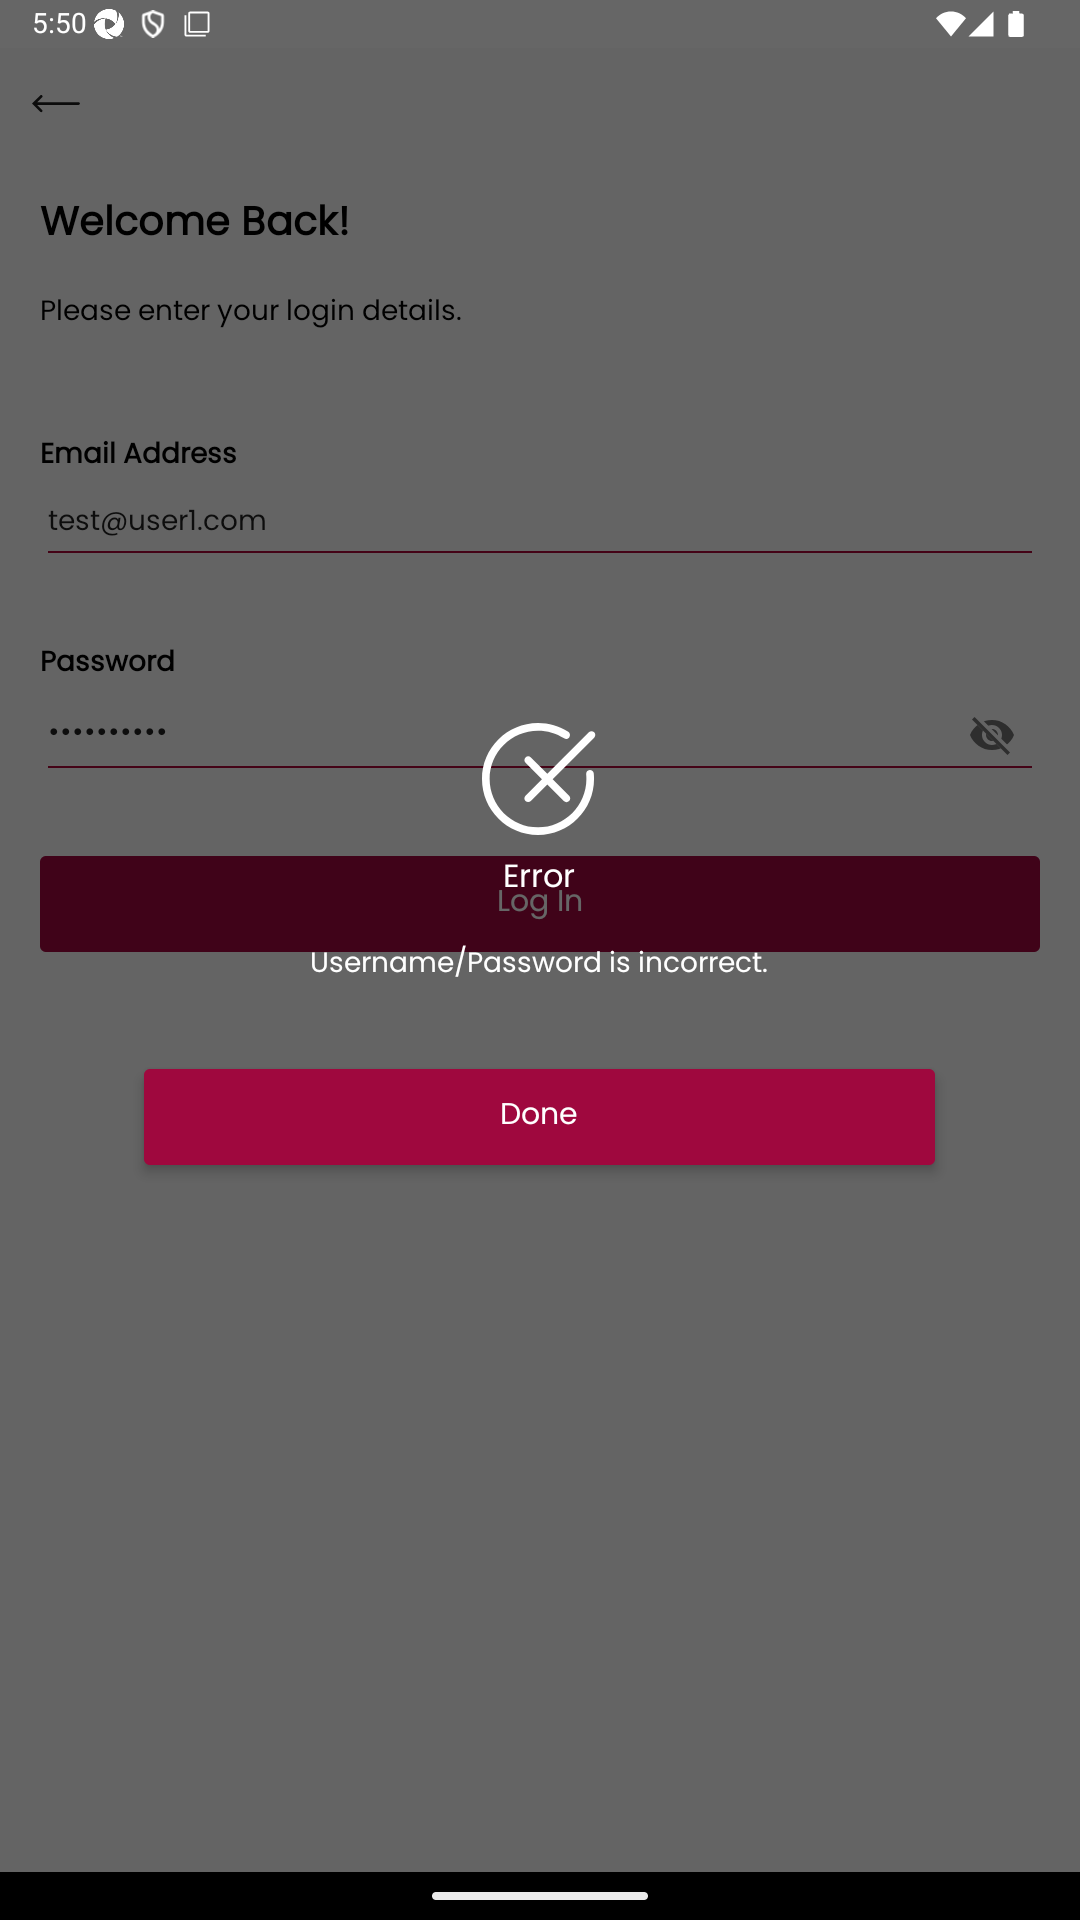 5:50
Welcome Back!
Please enter your login details.
Email Address
test@user1.com
Password
••••••••••
Error
Log In
Username/Password is incorrect.
Done